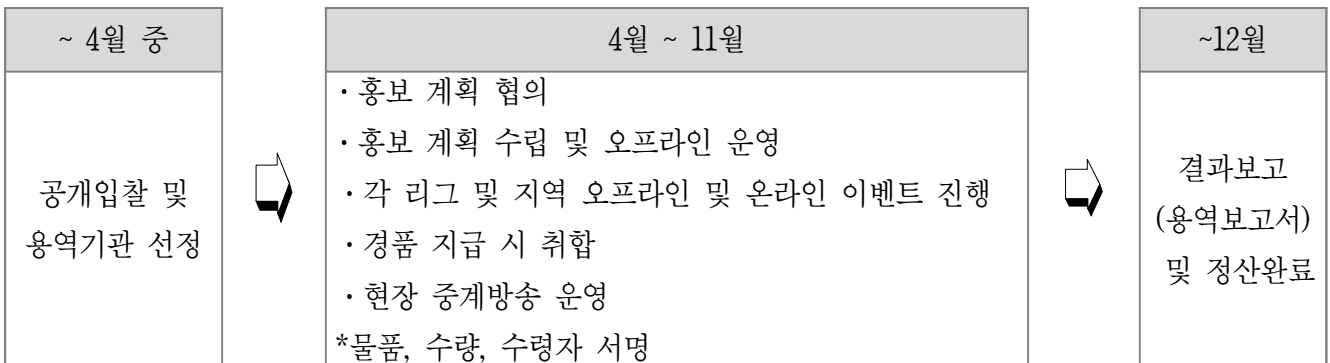 ~ 4월 중
공개입찰 및
용역기관 선정
4월 ~ 11월
・홍보 계획 협의
・홍보 계획 수립 및 오프라인 운영
・각 리그 및 지역 오프라인 및 온라인 이벤트 진행
・경품 지급 시 취합
・현장 중계방송 운영
*물품, 수량, 수령자 서명
~12월
결과보고
(용역보고서)
및 정산완료